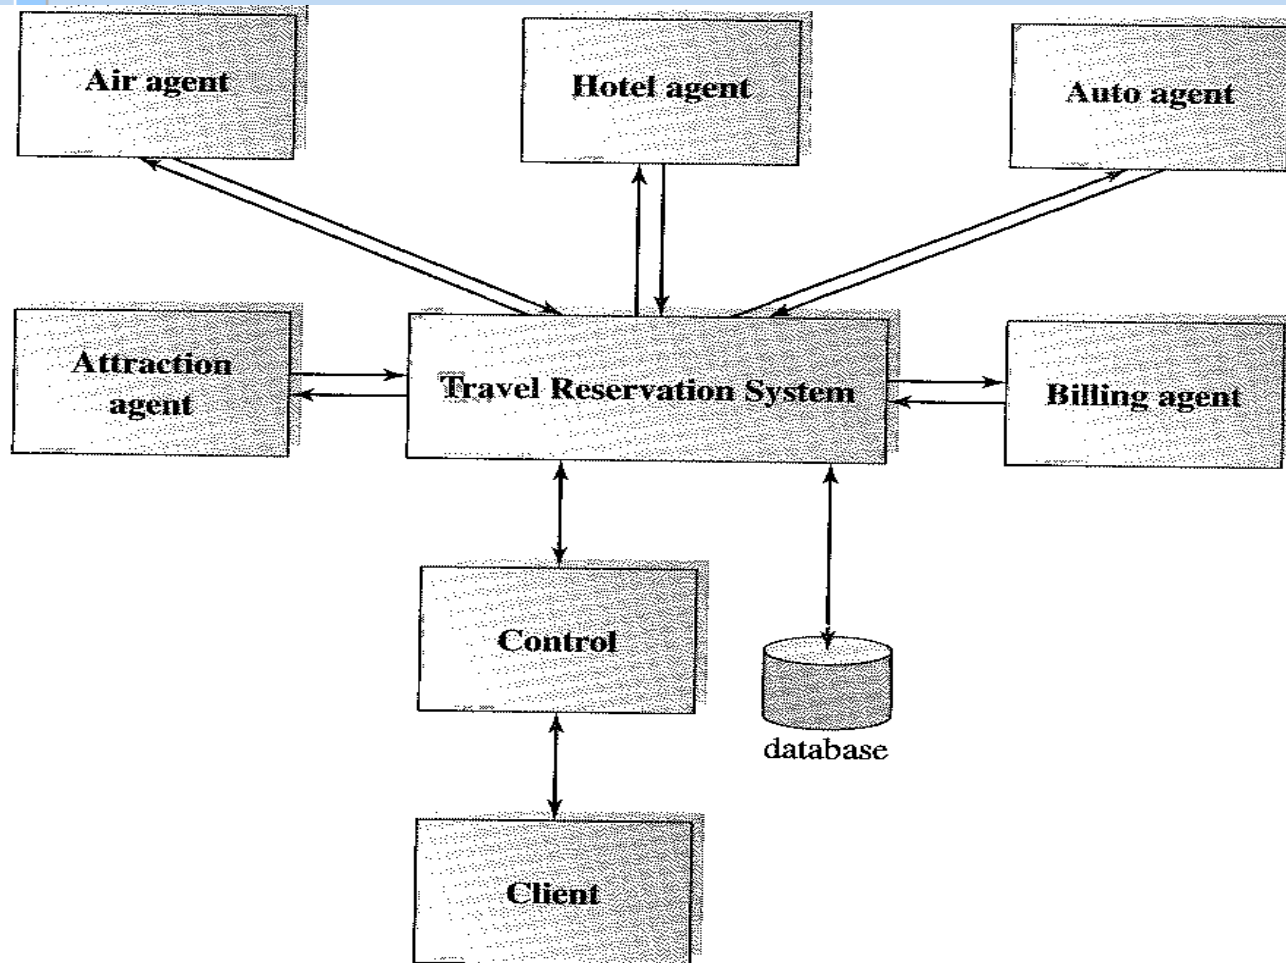 Air agent
Hotel agent
Auto agent
Attraction
agent
Travel Reservation System
Billing agent
Control
database
Client